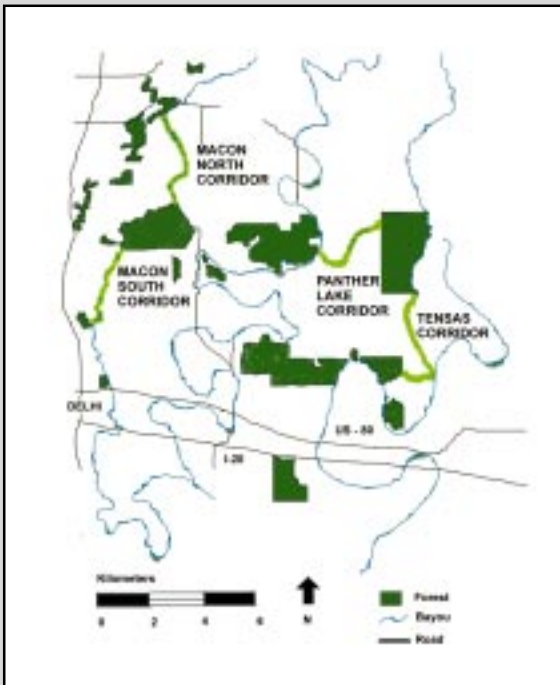 MACON
NORTH
CORRIDOR
MACON
SOUTH
CORRIDOR
PANTHER
LAKE
CORRIDOR
TENSAS
CORRIDOR
DELHI
US - 80
I-20
Kilometers
0 2 4 6
N
Forest
Bayou
Road